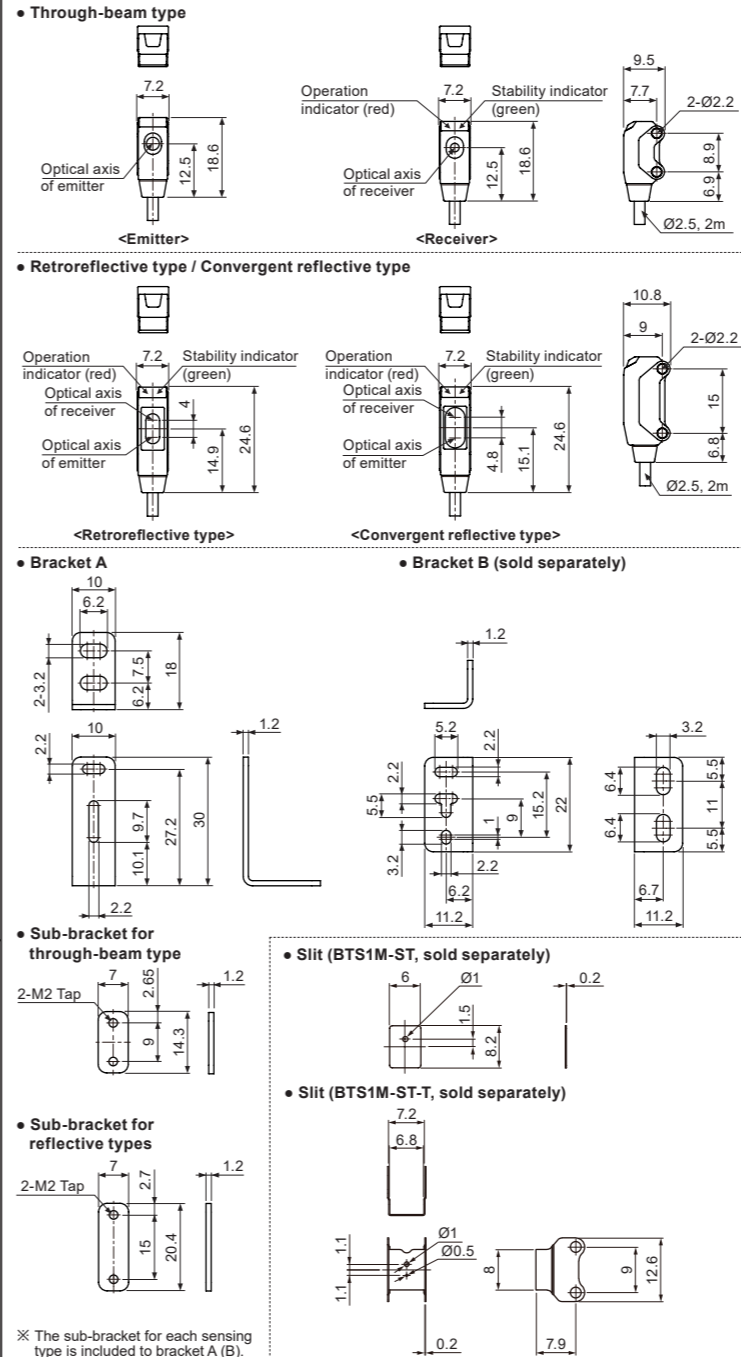 ● Through-beam type
7.2
Optical axis
of emitter
12.5
18.6
<Emitter>
Operation
indicator (red)
7.2
Stability indicator
(green)
Optical axis
of receiver
12.5
18.6
<Receiver>
9.5
7.7
2-Ø2.2
8.9
6.9
Ø2.5, 2m
● Retroreflective type / Convergent reflective type
Operation
indicator (red)
7.2
Stability indicator
(green)
Optical axis
of receiver
Optical axis
of emitter
4
14.9
24.6
<Retroreflective type>
Operation
indicator (red)
7.2
Stability indicator
(green)
Optical axis
of receiver
Optical axis
of emitter
4.8
15.1
24.6
<Convergent reflective type>
10.8
9
2-Ø2.2
15
6.8
Ø2.5, 2m
● Bracket A
10
6.2
2-3.2
7.5
6.2
18
10
2.2
9.7
10.1
27.2
30
2.2
1.2
● Bracket B (sold separately)
1.2
5.2
2.2
2.2
5.5
3.2
1
9
15.2
22
2.2
6.2
11.2
3.2
6.4
6.4
5.5
11
5.5
6.7
11.2
● Sub-bracket for
through-beam type
7
2.65
1.2
2-M2 Tap
9
14.3
● Sub-bracket for
reflective types
7
2.7
1.2
2-M2 Tap
15
20.4
※ The sub-bracket for each sensing
type is included to bracket A (B).
● Slit (BTS1M-ST, sold separately)
6
Ø1
1.5
8.2
0.2
● Slit (BTS1M-ST-T, sold separately)
7.2
6.8
1.1
1.1
Ø1
Ø0.5
0.2
8
9
12.6
7.9